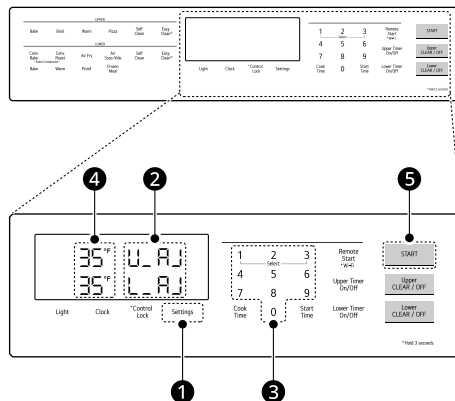 UPPER
Bake Broil Warm Pizza Self Clean Easy Clean*
LOWER
Conv. Bake Conv. Roast Air Fry Air Sous-Vide Self Clean Easy Clean*
*Auto Conversion*
Bake Warm Proof Frozen Meal
Light Clock *Control Lock Settings
1 2 3
Select
4 5 6
7 8 9
Cook Time 0 Start Time
Remote Start
*Wi-Fi
Upper Timer On/Off
Lower Timer On/Off
START
Upper CLEAR / OFF
Lower CLEAR / OFF
*Hold 3 seconds
4 2 5
35°F U_AJ
35°F L_AJ
Light Clock *Control Lock Settings
1 2 3
Select
4 5 6
7 8 9
Cook Time 0 Start Time
Remote Start
*Wi-Fi
Upper Timer On/Off
Lower Timer On/Off
START
Upper CLEAR / OFF
Lower CLEAR / OFF
*Hold 3 seconds
1 3